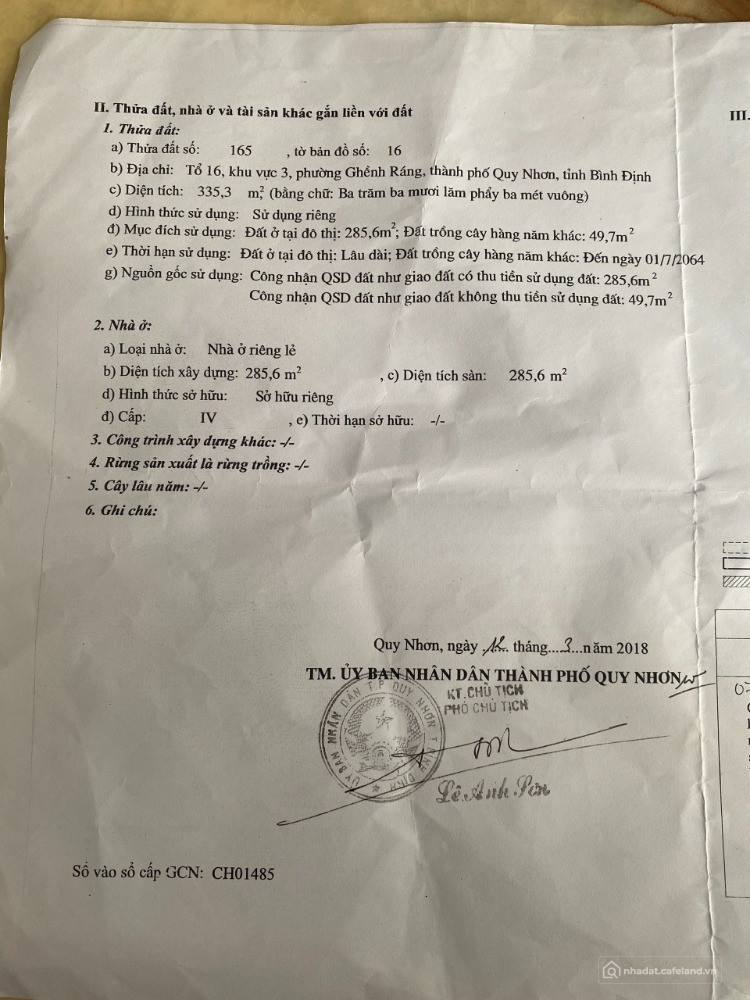 II. Thửa đất, nhà ở và tài sản khác gắn liền với đất
III.
1. Thửa đất:
a) Thửa đất số: 165 , tờ bản đồ số: 16
b) Địa chỉ: Tổ 16, khu vực 3, phường Ghềnh Ráng, thành phố Quy Nhơn, tỉnh Bình Định
c) Diện tích: 335,3 m², (bằng chữ: Ba trăm ba mươi lăm phẩy ba mét vuông)
d) Hình thức sử dụng: Sử dụng riêng
đ) Mục đích sử dụng: Đất ở tại đô thị: 285,6m²; Đất trồng cây hàng năm khác: 49,7m²
e) Thời hạn sử dụng: Đất ở tại đô thị: Lâu dài; Đất trồng cây hàng năm khác: Đến ngày 01/7/2064
g) Nguồn gốc sử dụng: Công nhận QSD đất như giao đất có thu tiền sử dụng đất: 285,6m²
Công nhận QSD đất như giao đất không thu tiền sử dụng đất: 49,7m²
2. Nhà ở:
a) Loại nhà ở: Nhà ở riêng lẻ
b) Diện tích xây dựng: 285,6 m² , c) Diện tích sàn: 285,6 m²
d) Hình thức sở hữu: Sở hữu riêng
đ) Cấp: IV , e) Thời hạn sở hữu: -/-
3. Công trình xây dựng khác: -/-
4. Rừng sản xuất là rừng trồng: -/-
5. Cây lâu năm: -/-
6. Ghi chú:
Quy Nhơn, ngày 12 tháng...3...năm 2018
TM. ỦY BAN NHÂN DÂN THÀNH PHỐ QUY NHƠN
KT.CHỦ TỊCH
PHÓ CHỦ TỊCH
ỦY BAN NHÂN DÂN T.P QUY NHƠN TỈNH BÌNH ĐỊNH
Lê Anh Sơn
Số vào sổ cấp GCN: CH01485
nhadat.cafeland.vn